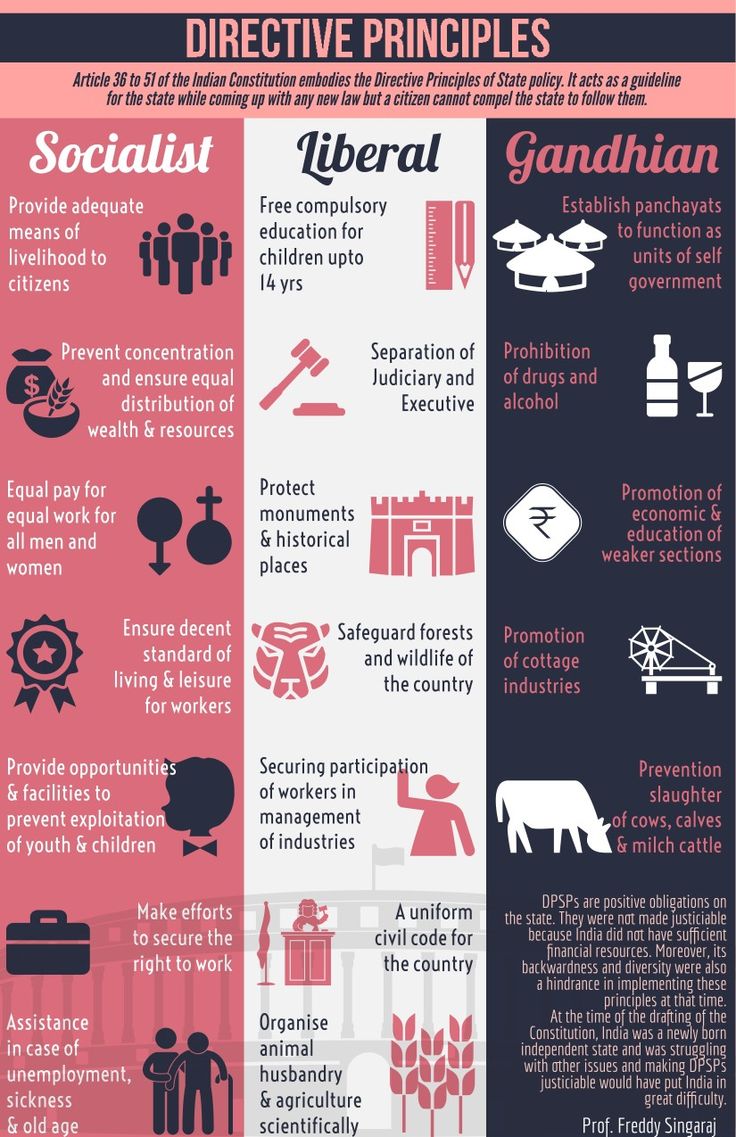 DIRECTIVE PRINCIPLES
Article 36 to 51 of the Indian Constitution embodies the Directive Principles of State policy. It acts as a guideline
for the state while coming up with any new law but a citizen cannot compel the state to follow them.
Socialist
Provide adequate
means of
livelihood to
citizens
$
Prevent concentration
and ensure equal
distribution of
wealth & resources
Equal pay for
equal work for
all men and
women
Ensure decent
standard of
living & leisure
for workers
Provide opportunities
& facilities to
prevent exploitation
of youth & children
Make efforts
to secure the
right to work
Assistance
in case of
unemployment,
sickness
& old age
Liberal
Free compulsory
education for
children upto
14 yrs
Separation of
Judiciary and
Executive
Protect
monuments
& historical
places
Safeguard forests
and wildlife of
the country
Securing participation
of workers in
management
of industries
A uniform
civil code for
the country
Organise
animal
husbandry
& agriculture
scientifically
Gandhian
Establish panchayats
to function as
units of self
government
Prohibition
of drugs and
alcohol
₹
Promotion of
economic &
education of
weaker sections
Promotion
of cottage
industries
Prevention
slaughter
of cows, calves
& milch cattle
DPSPs are positive obligations on
the state. They were not made justiciable
because India did not have sufficient
financial resources. Moreover, its
backwardness and diversity were also
a hindrance in implementing these
principles at that time.
At the time of the drafting of the
Constitution, India was a newly born
independent state and was struggling
with other issues and making DPSPs
justiciable would have put India in
great difficulty.
Prof. Freddy Singaraj